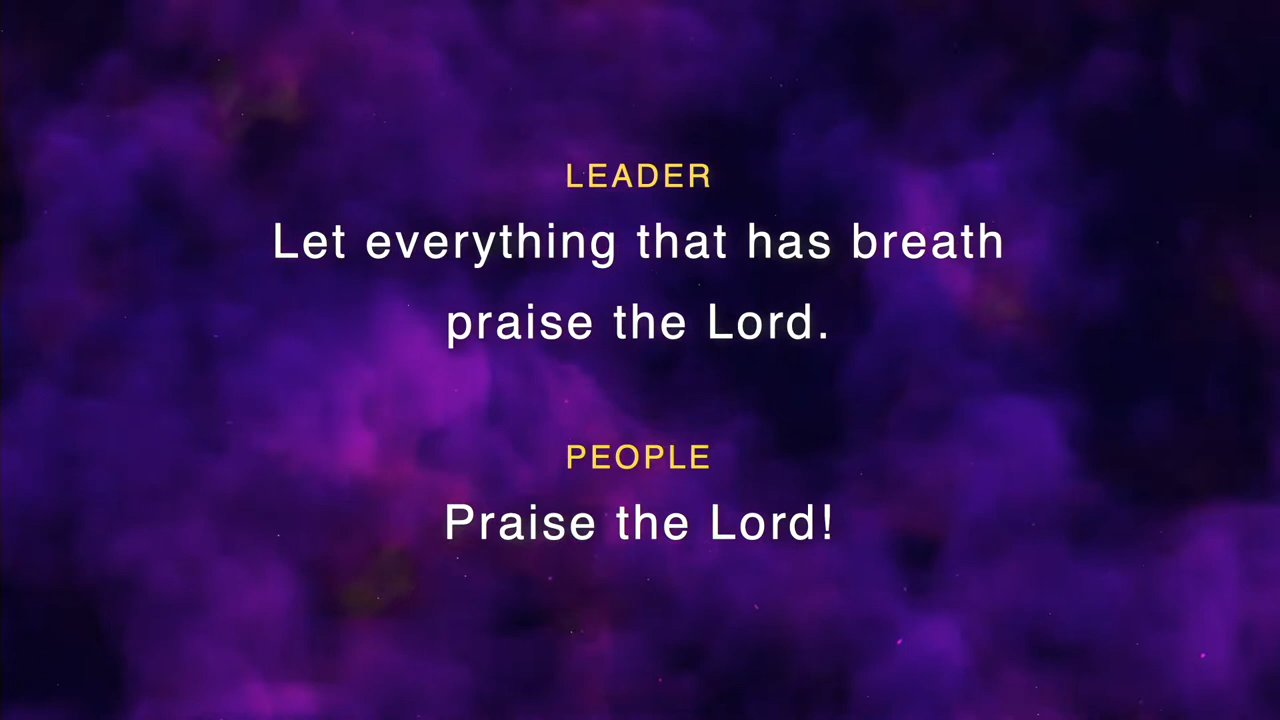 LEADER
Let everything that has breath
praise the Lord.
PEOPLE
Praise the Lord!